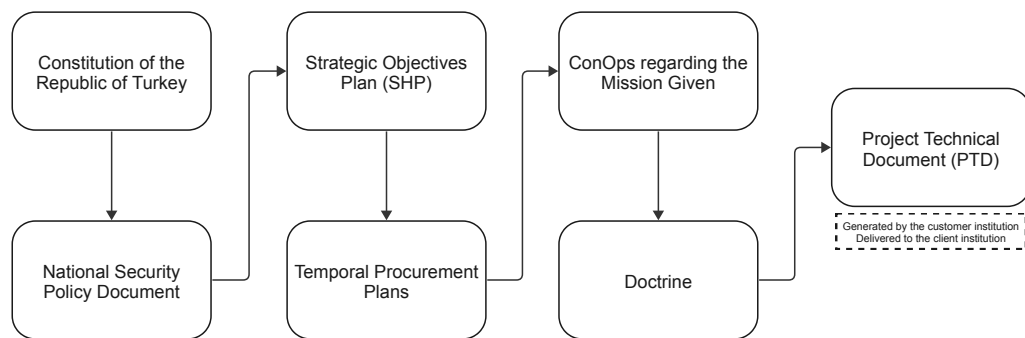 Constitution of the
Republic of Turkey
National Security
Policy Document
Strategic Objectives
Plan (SHP)
Temporal Procurement
Plans
ConOps regarding the
Mission Given
Doctrine
Project Technical
Document (PTD)
Generated by the customer institution
Delivered to the client institution